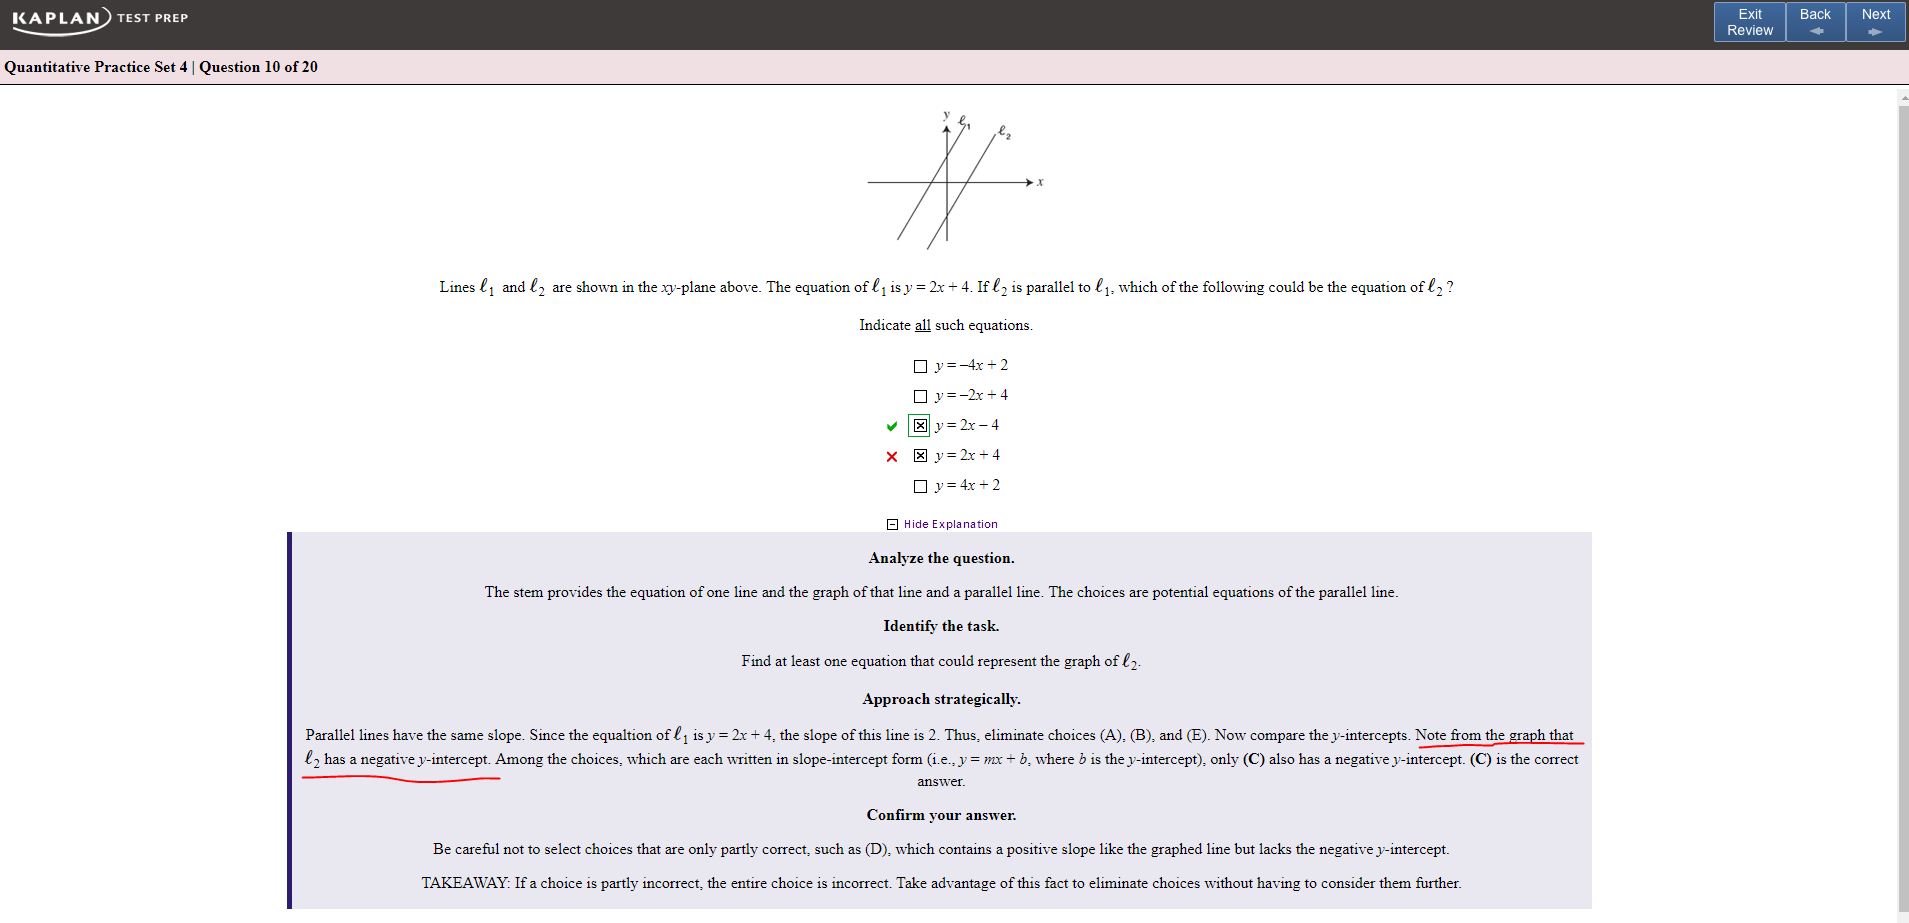 KAPLAN TEST PREP
Exit Review
Back
Next
Quantitative Practice Set 4 | Question 10 of 20
y
ℓ1
ℓ2
x
Lines ℓ1 and ℓ2 are shown in the xy-plane above. The equation of ℓ1 is y = 2x + 4. If ℓ2 is parallel to ℓ1, which of the following could be the equation of ℓ2 ?
Indicate all such equations.
y = –4x + 2
y = –2x + 4
y = 2x – 4
y = 2x + 4
y = 4x + 2
Hide Explanation
Analyze the question.
The stem provides the equation of one line and the graph of that line and a parallel line. The choices are potential equations of the parallel line.
Identify the task.
Find at least one equation that could represent the graph of ℓ2.
Approach strategically.
Parallel lines have the same slope. Since the equaltion of ℓ1 is y = 2x + 4, the slope of this line is 2. Thus, eliminate choices (A), (B), and (E). Now compare the y-intercepts. Note from the graph that
ℓ2 has a negative y-intercept. Among the choices, which are each written in slope-intercept form (i.e., y = mx + b, where b is the y-intercept), only (C) also has a negative y-intercept. (C) is the correct
answer.
Confirm your answer.
Be careful not to select choices that are only partly correct, such as (D), which contains a positive slope like the graphed line but lacks the negative y-intercept.
TAKEAWAY: If a choice is partly incorrect, the entire choice is incorrect. Take advantage of this fact to eliminate choices without having to consider them further.